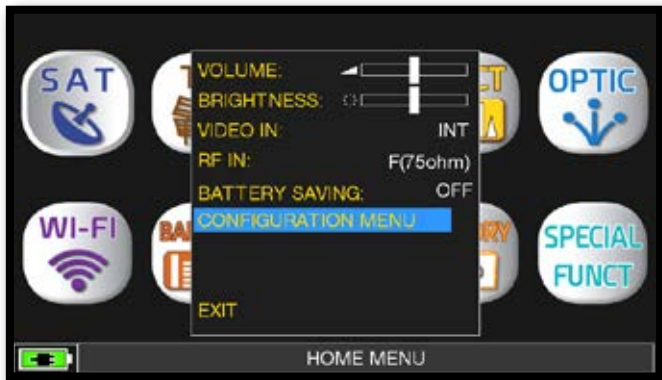 SAT
OPTIC
VOLUME:
BRIGHTNESS:
VIDEO IN: INT
RF IN: F(75ohm)
BATTERY SAVING: OFF
CONFIGURATION MENU
EXIT
WI-FI
SPECIAL
FUNCT
HOME MENU